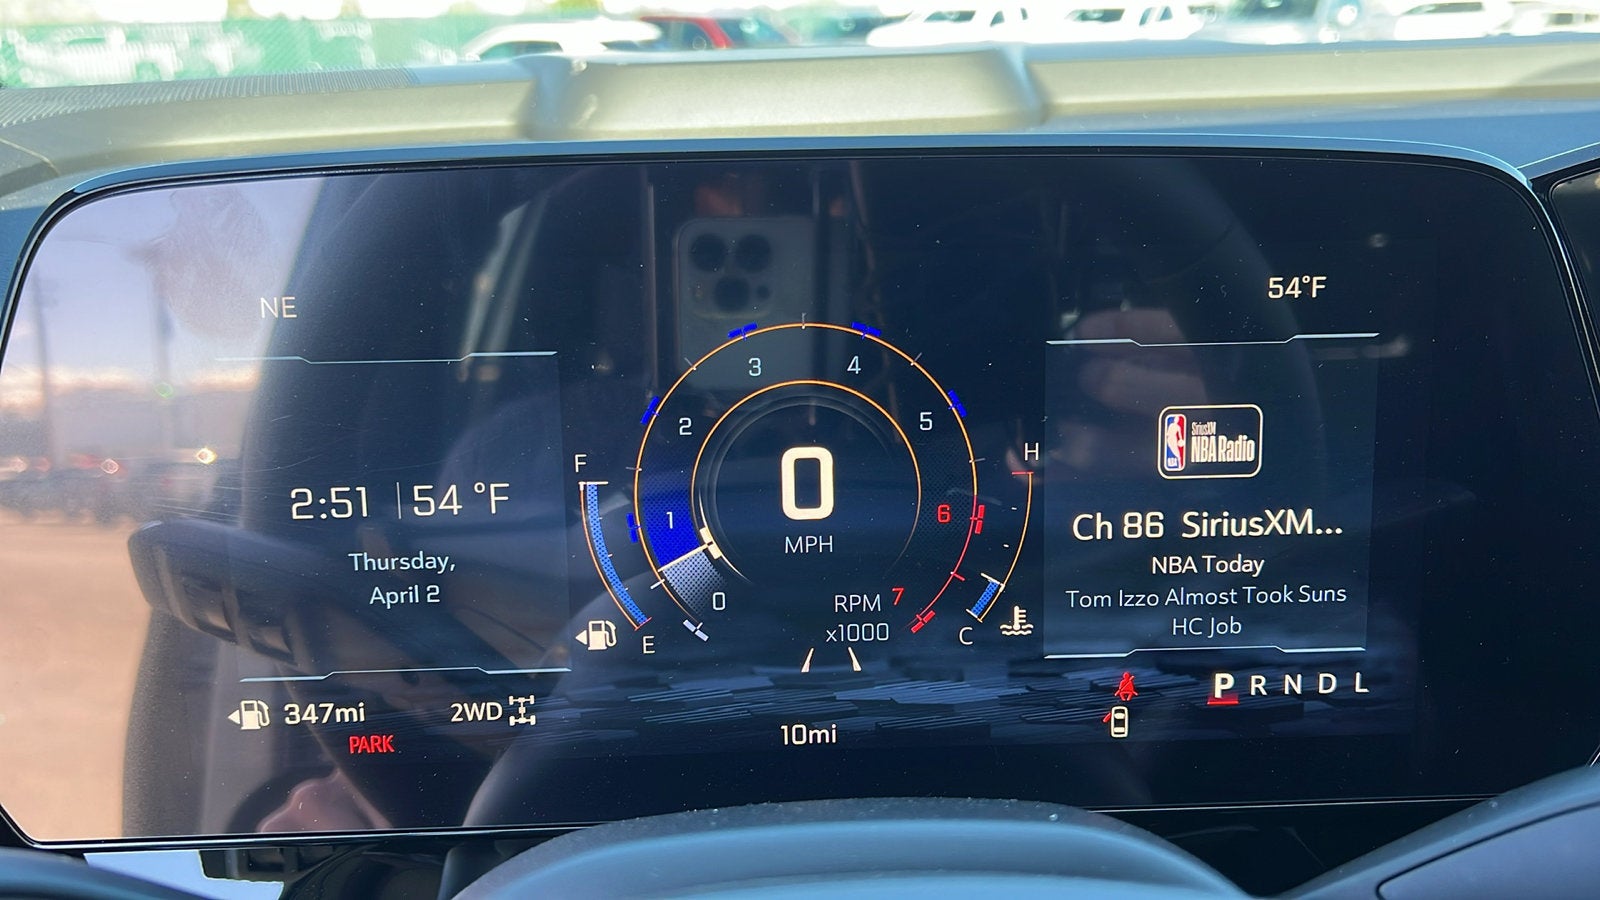 NE
54°F
2:51 | 54 °F
Thursday,
April 2
F
E
0
1
2
3
4
5
6
7
0
MPH
RPM
x1000
H
C
SiriusXM
NBA Radio
NBA
Ch 86 SiriusXM...
NBA Today
Tom Izzo Almost Took Suns
HC Job
347mi
2WD
PARK
10mi
P R N D L